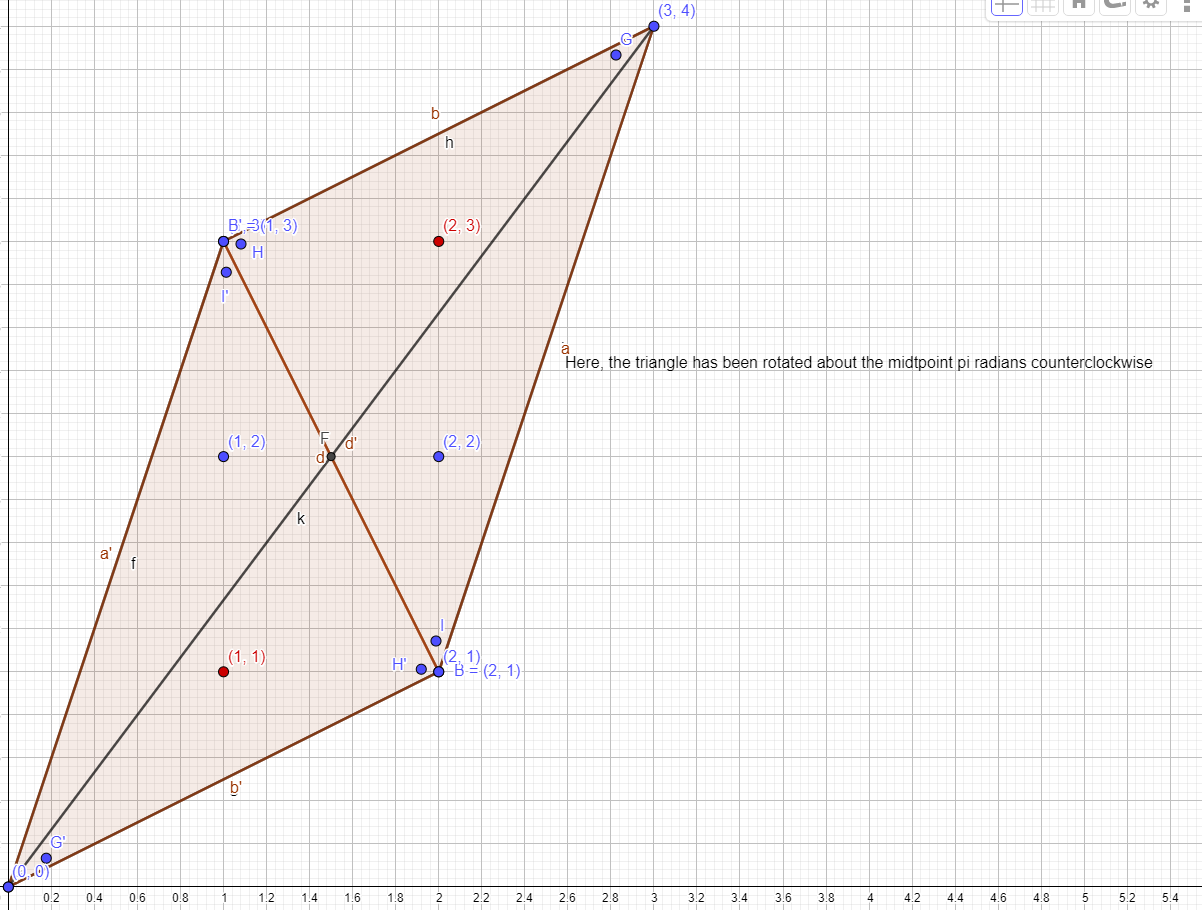 (3, 4)
G
b
h
B', =3(1, 3)
(2, 3)
H
I'
a
Here, the triangle has been rotated about the midtpoint pi radians counterclockwise
(1, 2)
F
d'
(2, 2)
d
k
a'
f
I
(1, 1)
(2, 1)
H'
B = (2, 1)
b'
G'
(0, 0)
0.2 0.4 0.6 0.8 1 1.2 1.4 1.6 1.8 2 2.2 2.4 2.6 2.8 3 3.2 3.4 3.6 3.8 4 4.2 4.4 4.6 4.8 5 5.2 5.4